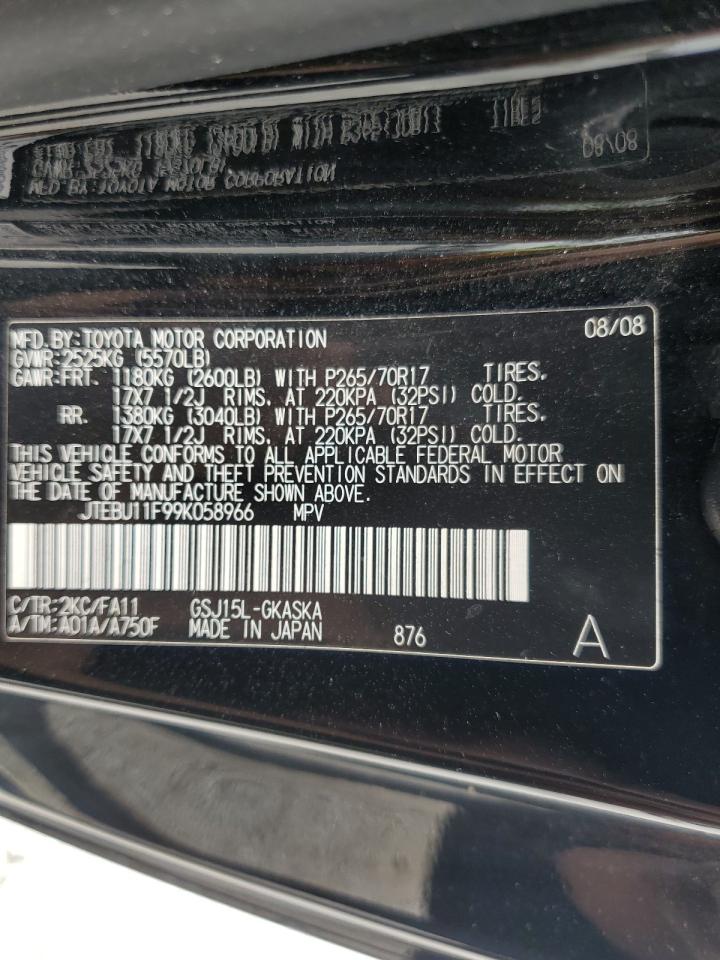 MFD. BY: TOYOTA MOTOR CORPORATION 08/08
GVWR: 2525KG (5570LB)
GAWR: FRT. 1180KG (2600LB) WITH P265/70R17 TIRES,
17X7 1/2J RIMS, AT 220KPA (32PSI) COLD.
RR. 1380KG (3040LB) WITH P265/70R17 TIRES,
17X7 1/2J RIMS, AT 220KPA (32PSI) COLD.
THIS VEHICLE CONFORMS TO ALL APPLICABLE FEDERAL MOTOR
VEHICLE SAFETY AND THEFT PREVENTION STANDARDS IN EFFECT ON
THE DATE OF MANUFACTURE SHOWN ABOVE.
JTEBU11F99K058966 MPV
C/TR: 2KC/FA11 GSJ15L-GKASKA
A/TM: A01A/A750F MADE IN JAPAN 876 A